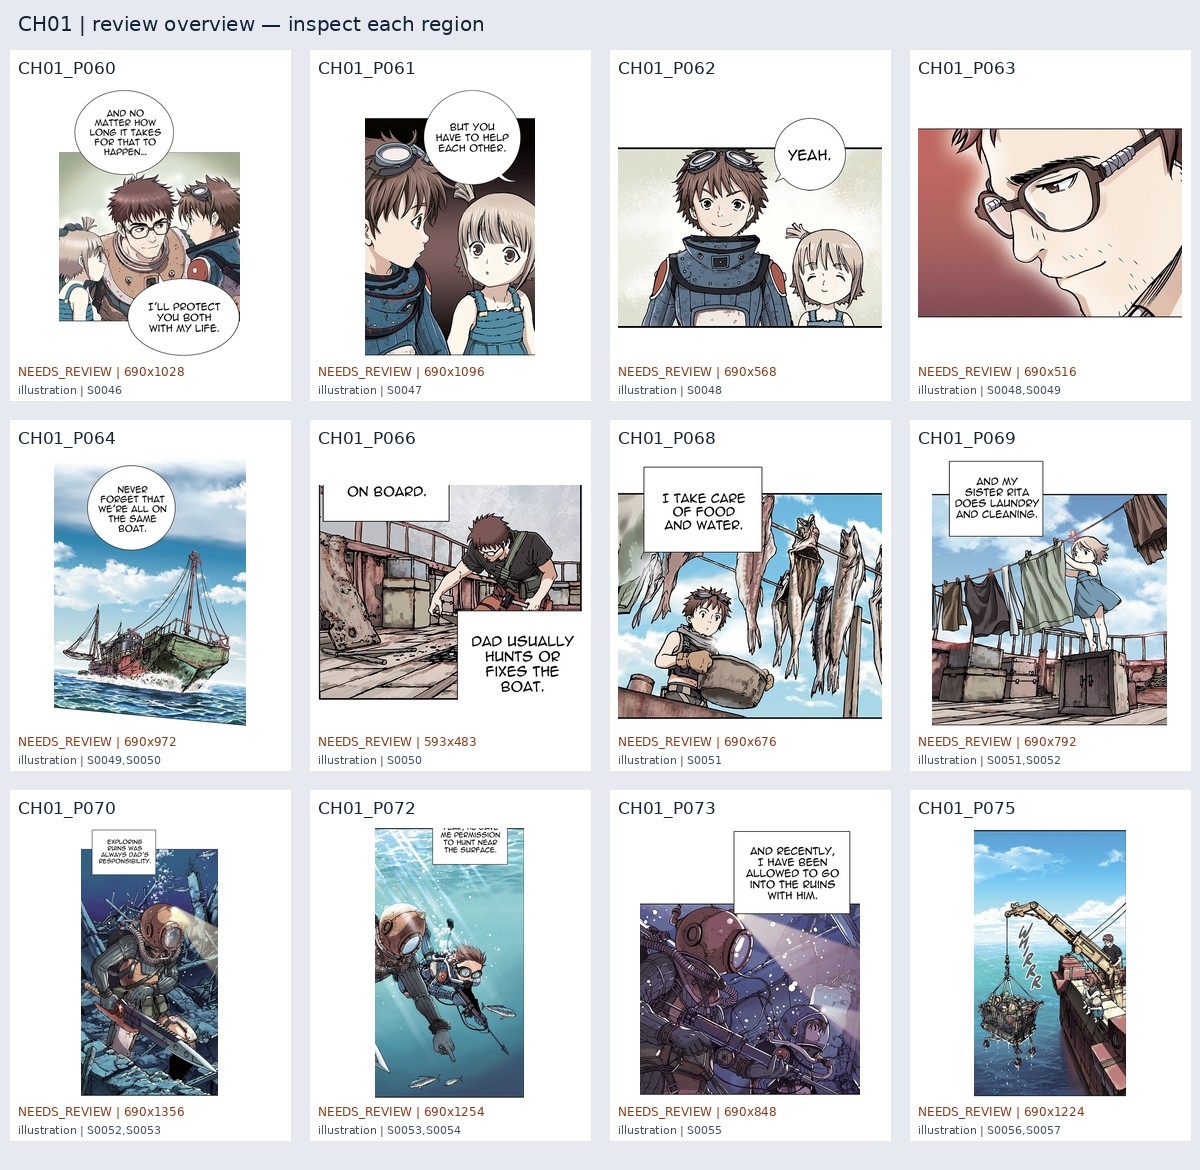 CH01 | review overview — inspect each region
CH01_P060
AND NO
MATTER HOW
LONG IT TAKES
FOR THAT TO
HAPPEN...
I'LL PROTECT
YOU BOTH
WITH MY LIFE.
NEEDS_REVIEW | 690x1028
illustration | S0046
CH01_P061
BUT YOU
HAVE TO HELP
EACH OTHER.
NEEDS_REVIEW | 690x1096
illustration | S0047
CH01_P062
YEAH.
NEEDS_REVIEW | 690x568
illustration | S0048
CH01_P063
NEEDS_REVIEW | 690x516
illustration | S0048,S0049
CH01_P064
NEVER
FORGET THAT
WE'RE ALL ON
THE SAME
BOAT.
NEEDS_REVIEW | 690x972
illustration | S0049,S0050
CH01_P066
ON BOARD.
DAD USUALLY
HUNTS OR
FIXES THE
BOAT.
NEEDS_REVIEW | 593x483
illustration | S0050
CH01_P068
I TAKE CARE
OF FOOD
AND WATER.
NEEDS_REVIEW | 690x676
illustration | S0051
CH01_P069
AND MY
SISTER RITA
DOES LAUNDRY
AND CLEANING.
NEEDS_REVIEW | 690x792
illustration | S0051,S0052
CH01_P070
EXPLORING
RUINS WAS
ALWAYS DAD'S
RESPONSIBILITY.
NEEDS_REVIEW | 690x1356
illustration | S0052,S0053
CH01_P072
ME PERMISSION
TO HUNT NEAR
THE SURFACE.
NEEDS_REVIEW | 690x1254
illustration | S0053,S0054
CH01_P073
AND RECENTLY,
I HAVE BEEN
ALLOWED TO GO
INTO THE RUINS
WITH HIM.
NEEDS_REVIEW | 690x848
illustration | S0055
CH01_P075
WHIRRR
NEEDS_REVIEW | 690x1224
illustration | S0056,S0057